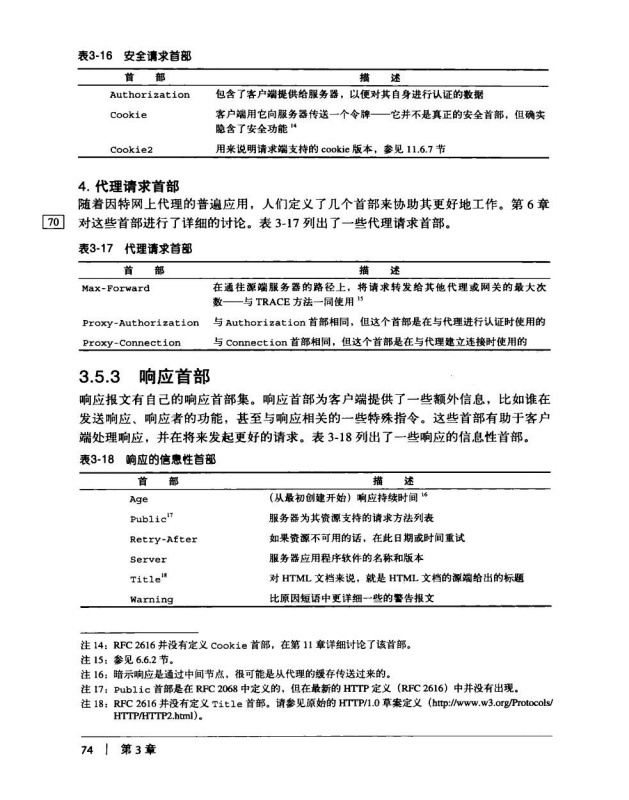 表3-16 安全请求首部
首 部 描 述
Authorization 包含了客户端提供给服务器，以便对其自身进行认证的数据
Cookie 客户端用它向服务器传送一个令牌——它并不是真正的安全首部，但确实
隐含了安全功能14
Cookie2 用来说明请求端支持的 cookie 版本，参见 11.6.7 节
4. 代理请求首部
随着因特网上代理的普遍应用，人们定义了几个首部来协助其更好地工作。第 6 章
70 对这些首部进行了详细的讨论。表 3-17 列出了一些代理请求首部。
表3-17 代理请求首部
首 部 描 述
Max-Forward 在通往源端服务器的路径上，将请求转发给其他代理或网关的最大次
数——与 TRACE 方法一同使用15
Proxy-Authorization 与 Authorization 首部相同，但这个首部是在与代理进行认证时使用的
Proxy-Connection 与 Connection 首部相同，但这个首部是在与代理建立连接时使用的
3.5.3 响应首部
响应报文有自己的响应首部集。响应首部为客户端提供了一些额外信息，比如谁在
发送响应、响应者的功能，甚至与响应相关的一些特殊指令。这些首部有助于客户
端处理响应，并在将来发起更好的请求。表 3-18 列出了一些响应的信息性首部。
表3-18 响应的信息性首部
首 部 描 述
Age （从最初创建开始）响应持续时间16
Public17 服务器为其资源支持的请求方法列表
Retry-After 如果资源不可用的话，在此日期或时间重试
Server 服务器应用程序软件的名称和版本
Title18 对 HTML 文档来说，就是 HTML 文档的源端给出的标题
Warning 比原因短语中更详细一些的警告报文
注 14：RFC 2616 并没有定义 Cookie 首部，在第 11 章详细讨论了该首部。
注 15：参见 6.6.2 节。
注 16：暗示响应是通过中间节点，很可能是从代理的缓存传送过来的。
注 17：Public 首部是在 RFC 2068 中定义的，但在最新的 HTTP 定义（RFC 2616）中并没有出现。
注 18：RFC 2616 并没有定义 Title 首部。请参见原始的 HTTP/1.0 草案定义（http://www.w3.org/Protocols/
HTTP/HTTP2.html）。
74 | 第 3 章